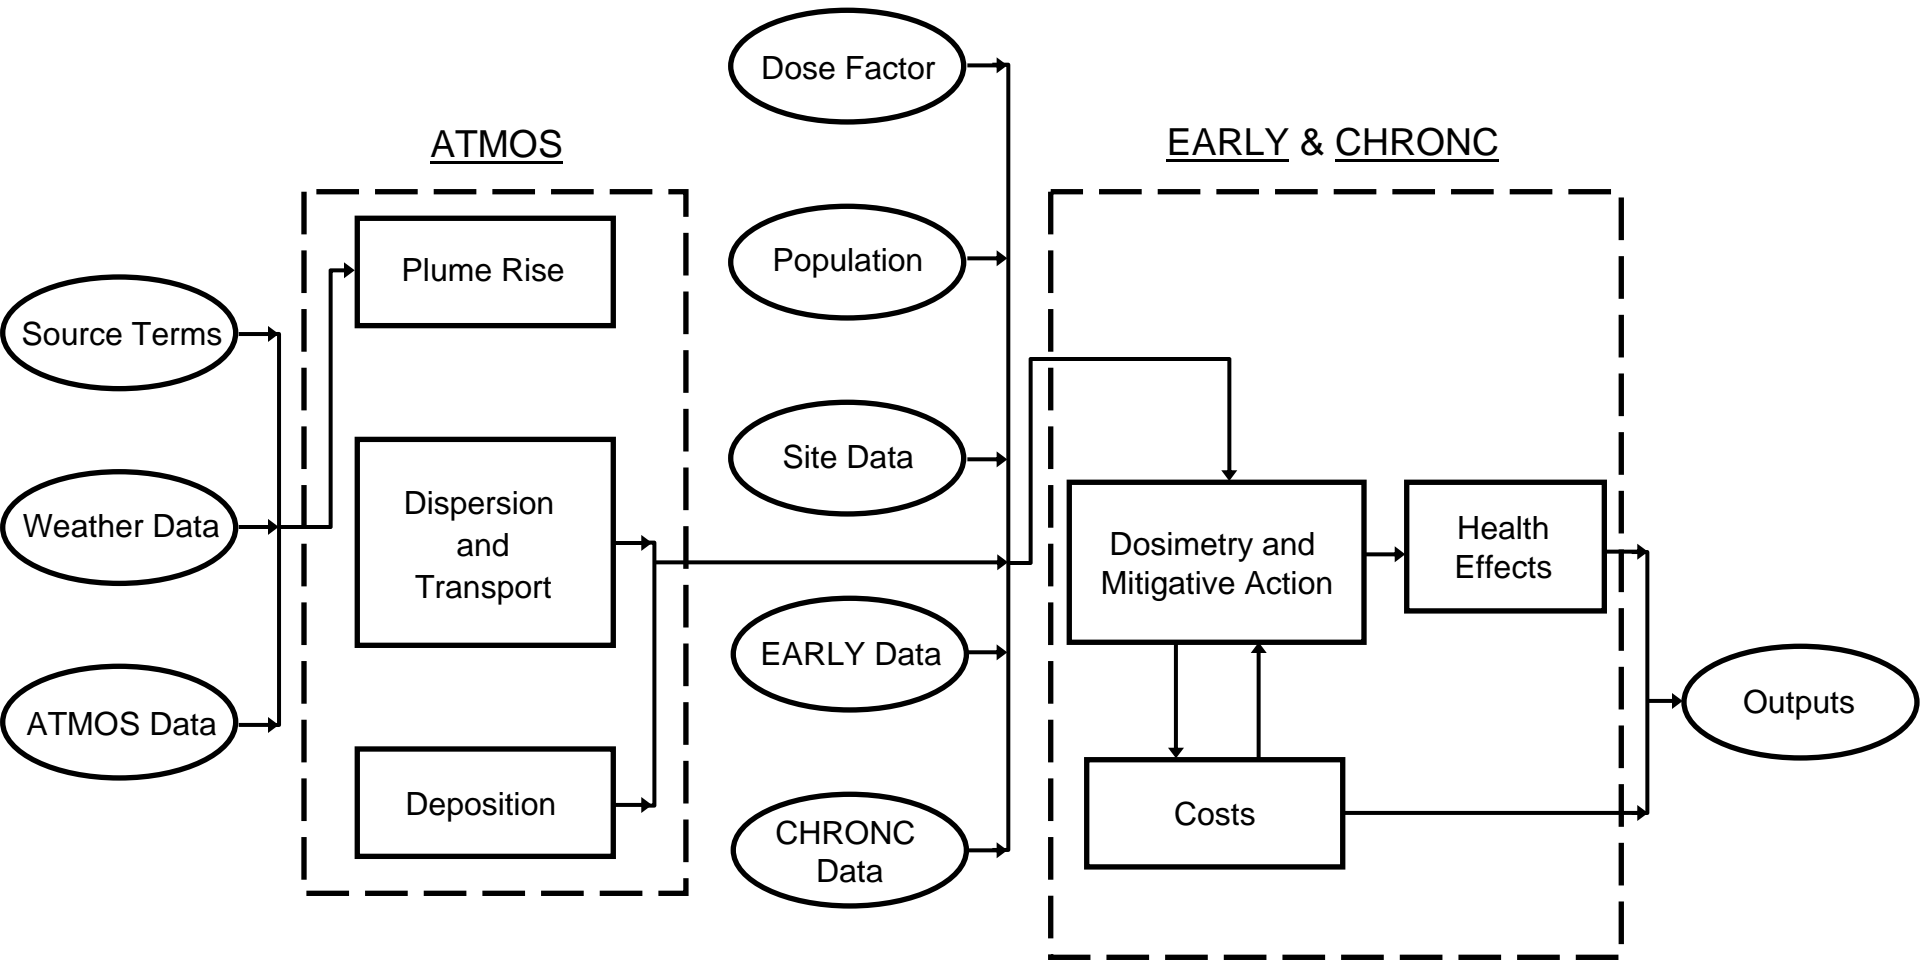 ATMOS
Source Terms
Weather Data
ATMOS Data
Plume Rise
Dispersion
and
Transport
Deposition
Dose Factor
Population
Site Data
EARLY Data
CHRONC
Data
EARLY & CHRONC
Dosimetry and
Mitigative Action
Health
Effects
Costs
Outputs